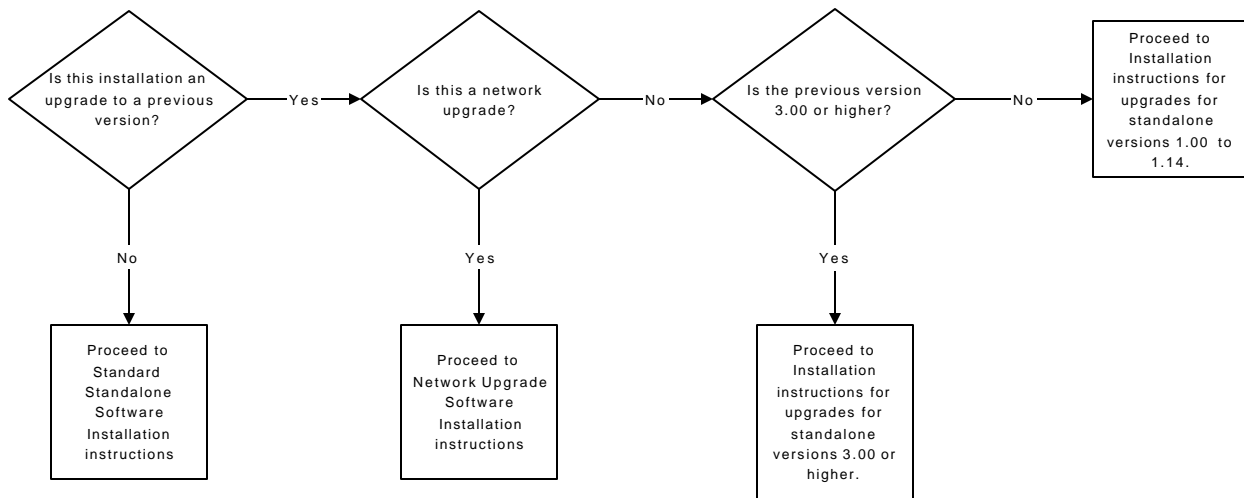 Is this installation an
upgrade to a previous
version?
Yes
Is this a network
upgrade?
No
Is the previous version
3.00 or higher?
No
Proceed to
Installation
instructions for
upgrades for
standalone
versions 1.00 to
1.14.
No
Yes
Yes
Proceed to
Standard
Standalone
Software
Installation
instructions
Proceed to
Network Upgrade
Software
Installation
instructions
Proceed to
Installation
instructions for
upgrades for
standalone
versions 3.00 or
higher.